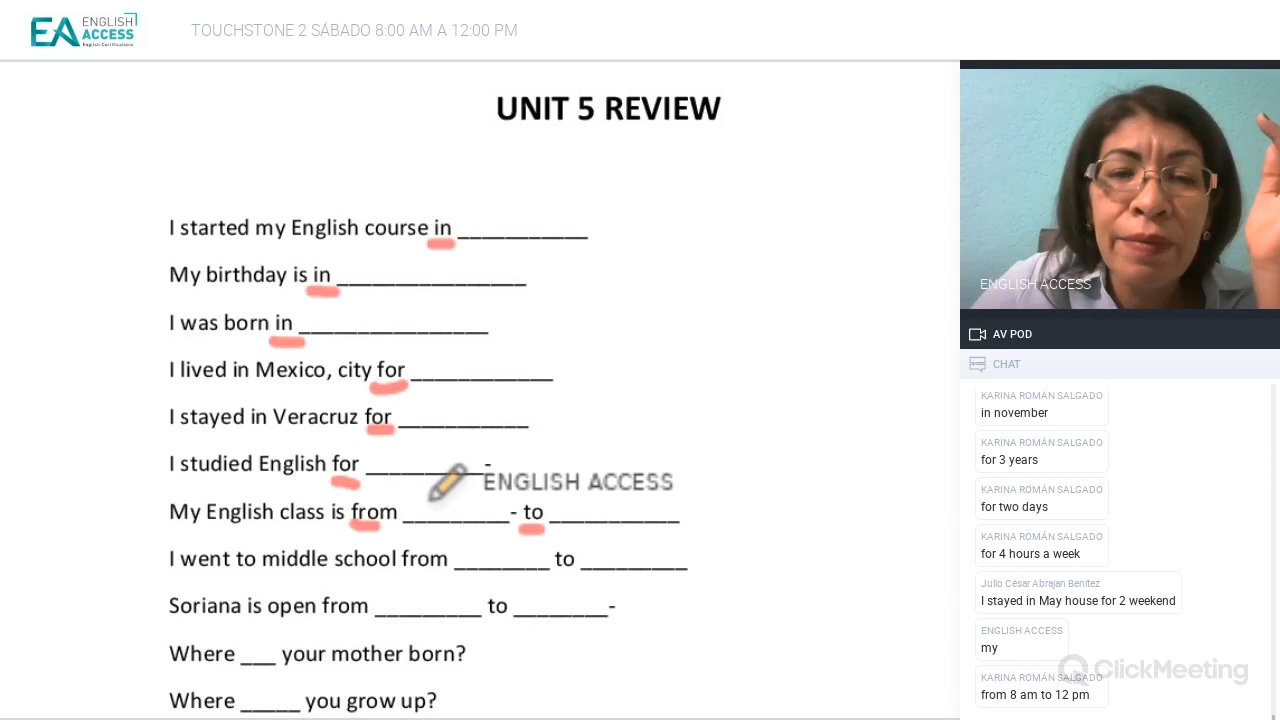 EA ENGLISH ACCESS
English Certifications
TOUCHSTONE 2 SÁBADO 8:00 AM A 12:00 PM
UNIT 5 REVIEW
I started my English course in ___________
My birthday is in ________________
I was born in ________________
I lived in Mexico, city for ____________
I stayed in Veracruz for ___________
I studied English for __________-
ENGLISH ACCESS
My English class is from _________- to ___________
I went to middle school from ________ to _________
Soriana is open from _________ to ________-
Where ___ your mother born?
Where _____ you grow up?
ENGLISH ACCESS
AV POD
CHAT
KARINA ROMÁN SALGADO
in november
KARINA ROMÁN SALGADO
for 3 years
KARINA ROMÁN SALGADO
for two days
KARINA ROMÁN SALGADO
for 4 hours a week
Julio César Abrajan Benítez
I stayed in May house for 2 weekend
ENGLISH ACCESS
my
KARINA ROMÁN SALGADO
from 8 am to 12 pm
ClickMeeting